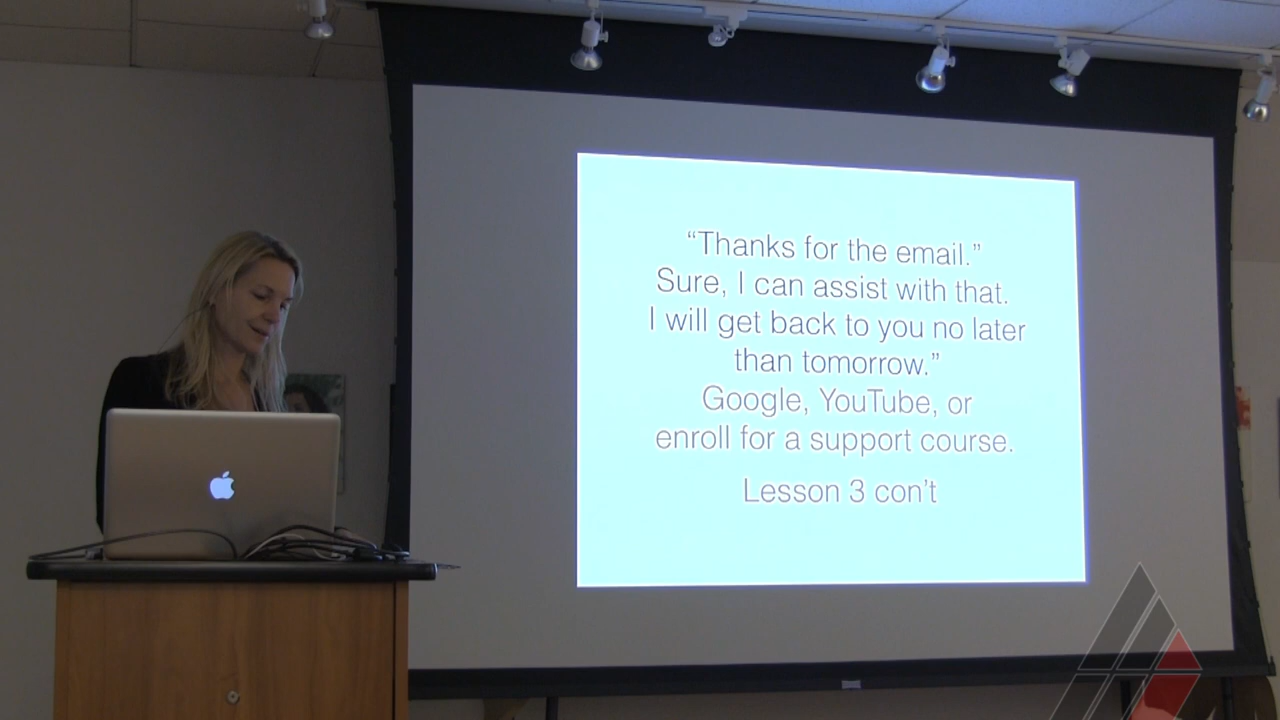 “Thanks for the email.”
Sure, I can assist with that.
I will get back to you no later
than tomorrow.”
Google, YouTube, or
enroll for a support course.
Lesson 3 con’t